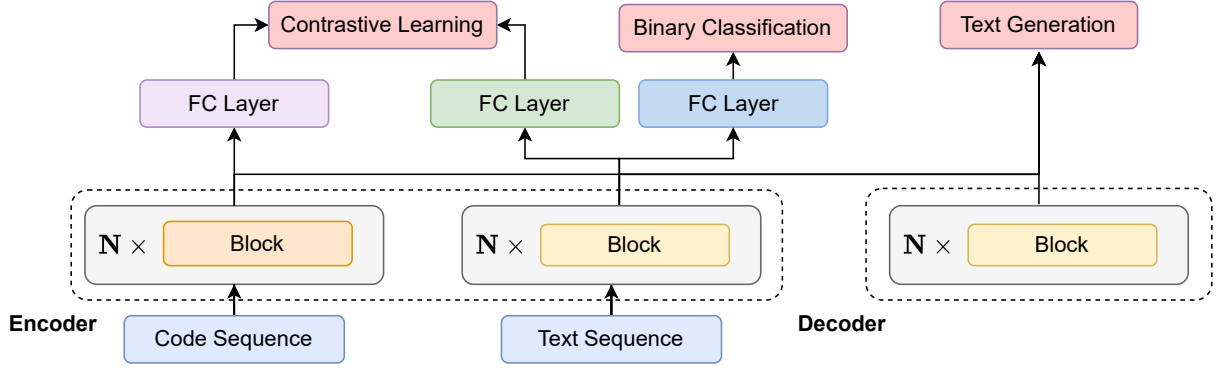 Contrastive Learning
Binary Classification
Text Generation
FC Layer
FC Layer
FC Layer
N × Block
N × Block
N × Block
Encoder
Decoder
Code Sequence
Text Sequence